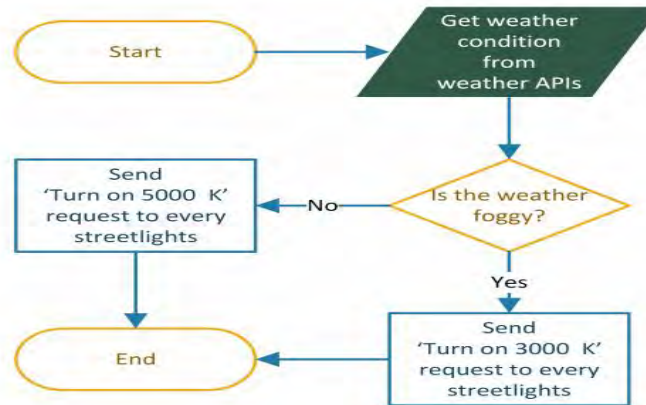 Start
Get weather
condition
from
weather APIs
Is the weather
foggy?
No
Send
‘Turn on 5000 K’
request to every
streetlights
Yes
Send
‘Turn on 3000 K’
request to every
streetlights
End